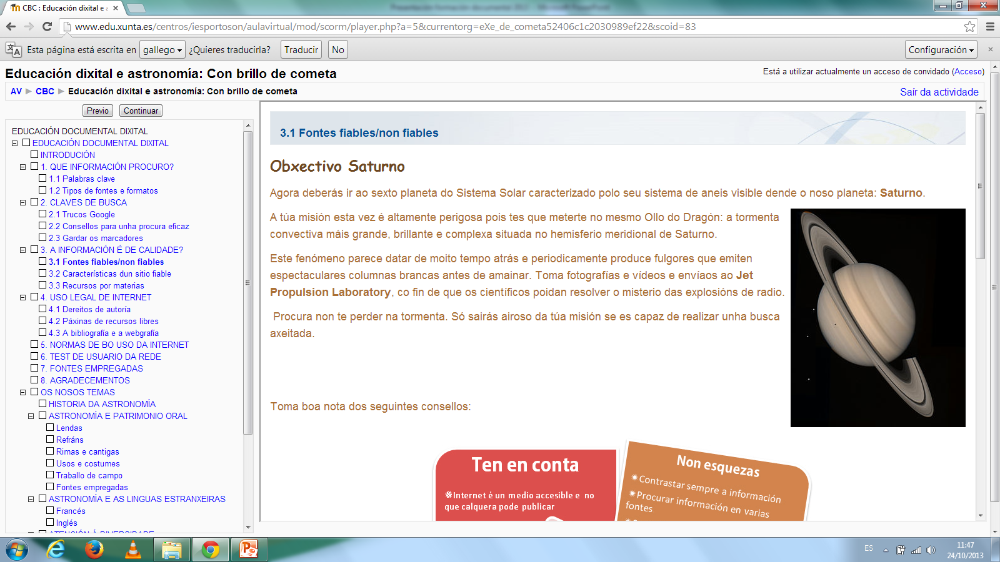 CBC : Educación dixital e a
www.edu.xunta.es/centros/iesportoson/aulavirtual/mod/scorm/player.php?a=5&currentorg=eXe_de_cometa52406c1c2030989ef22&scoid=83
Esta página está escrita en gallego ¿Quieres traducirla? Traducir No Configuración
Educación dixital e astronomía: Con brillo de cometa
Está a utilizar actualmente un acceso de convidado (Acceso)
AV ► CBC ► Educación dixital e astronomía: Con brillo de cometa
Saír da actividade
Previo Continuar
EDUCACIÓN DOCUMENTAL DIXITAL
EDUCACIÓN DOCUMENTAL DIXITAL
INTRODUCIÓN
1. QUE INFORMACIÓN PROCURO?
1.1 Palabras clave
1.2 Tipos de fontes e formatos
2. CLAVES DE BUSCA
2.1 Trucos Google
2.2 Consellos para unha procura eficaz
2.3 Gardar os marcadores
3. A INFORMACIÓN É DE CALIDADE?
3.1 Fontes fiables/non fiables
3.2 Características dun sitio fiable
3.3 Recursos por materias
4. USO LEGAL DE INTERNET
4.1 Dereitos de autoría
4.2 Páxinas de recursos libres
4.3 A bibliografía e a webgrafía
5. NORMAS DE BO USO DA INTERNET
6. TEST DE USUARIO DA REDE
7. FONTES EMPREGADAS
8. AGRADECEMENTOS
OS NOSOS TEMAS
HISTORIA DA ASTRONOMÍA
ASTRONOMÍA E PATRIMONIO ORAL
Lendas
Refráns
Rimas e cantigas
Usos e costumes
Traballo de campo
Fontes empregadas
ASTRONOMÍA E AS LINGUAS ESTRANXEIRAS
Francés
Inglés
3.1 Fontes fiables/non fiables
Obxectivo Saturno
Agora deberás ir ao sexto planeta do Sistema Solar caracterizado polo seu sistema de aneis visible dende o noso planeta: Saturno.
A túa misión esta vez é altamente perigosa pois tes que meterte no mesmo Ollo do Dragón: a tormenta
convectiva máis grande, brillante e complexa situada no hemisferio meridional de Saturno.
Este fenómeno parece datar de moito tempo atrás e periodicamente produce fulgores que emiten
espectaculares columnas brancas antes de amainar. Toma fotografías e vídeos e envíaos ao Jet
Propulsion Laboratory, co fin de que os científicos poidan resolver o misterio das explosións de radio.
Procura non te perder na tormenta. Só sairás airoso da túa misión se es capaz de realizar unha busca
axeitada.
Toma boa nota dos seguintes consellos:
Ten en conta
Internet é un medio accesible e no
que calquera pode publicar
Non esquezas
Contrastar sempre a información
Procurar información en varias
fontes
ES
11:47
24/10/2013